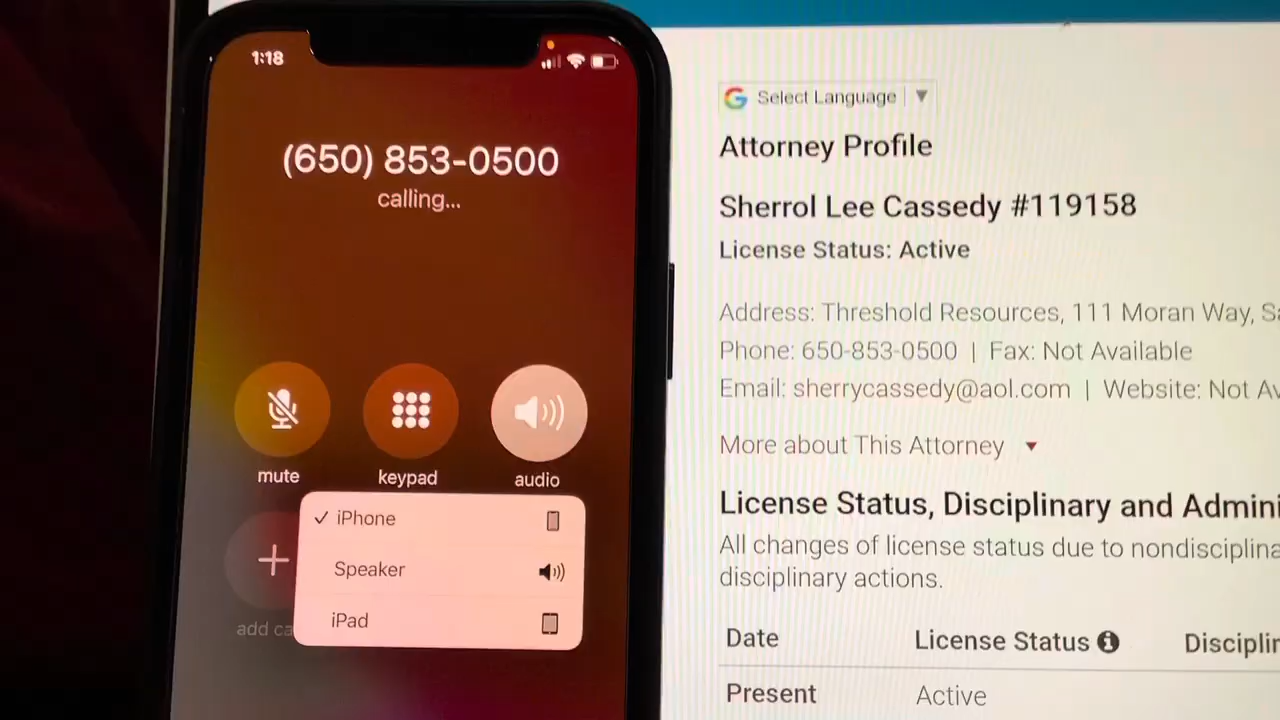 1:18
(650) 853-0500
calling...
mute
keypad
audio
iPhone
Speaker
iPad
add
Select Language
Attorney Profile
Sherrol Lee Cassedy #119158
License Status: Active
Address: Threshold Resources, 111 Moran Way,
Phone: 650-853-0500 | Fax: Not Available
Email: sherrycassedy@aol.com | Website: Not
More about This Attorney
License Status, Disciplinary and
All changes of license status due to
disciplinary actions.
Date License Status
Present Active